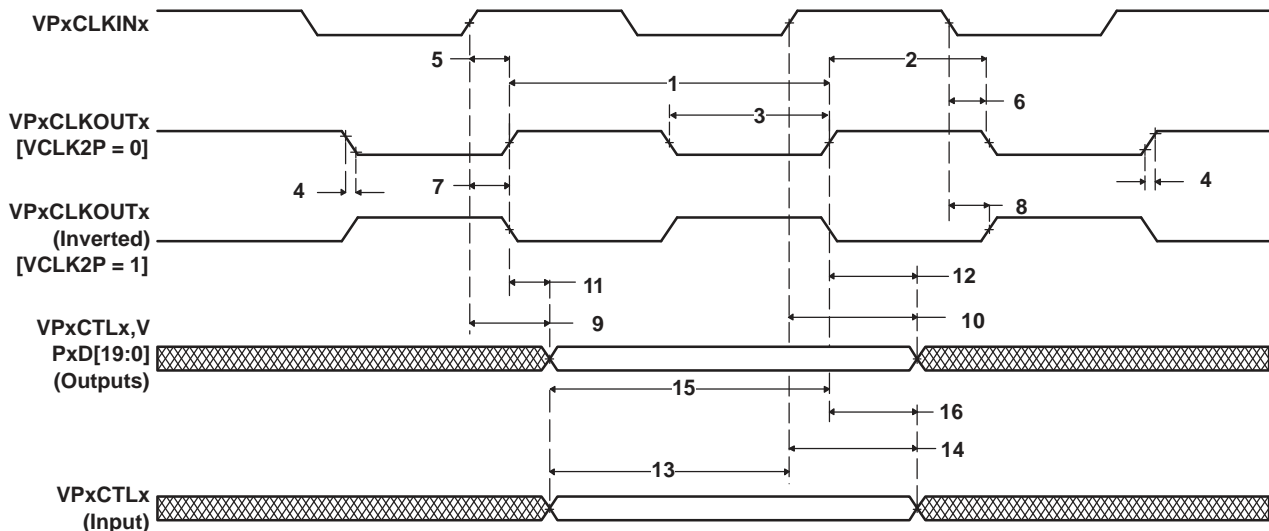 VPxCLKINx
5
1
2
6
VPxCLKOUTx
[VCLK2P = 0]
3
4
7
4
VPxCLKOUTx
(Inverted)
[VCLK2P = 1]
8
11
12
9
10
VPxCTLx,V
PxD[19:0]
(Outputs)
15
16
14
13
VPxCTLx
(Input)